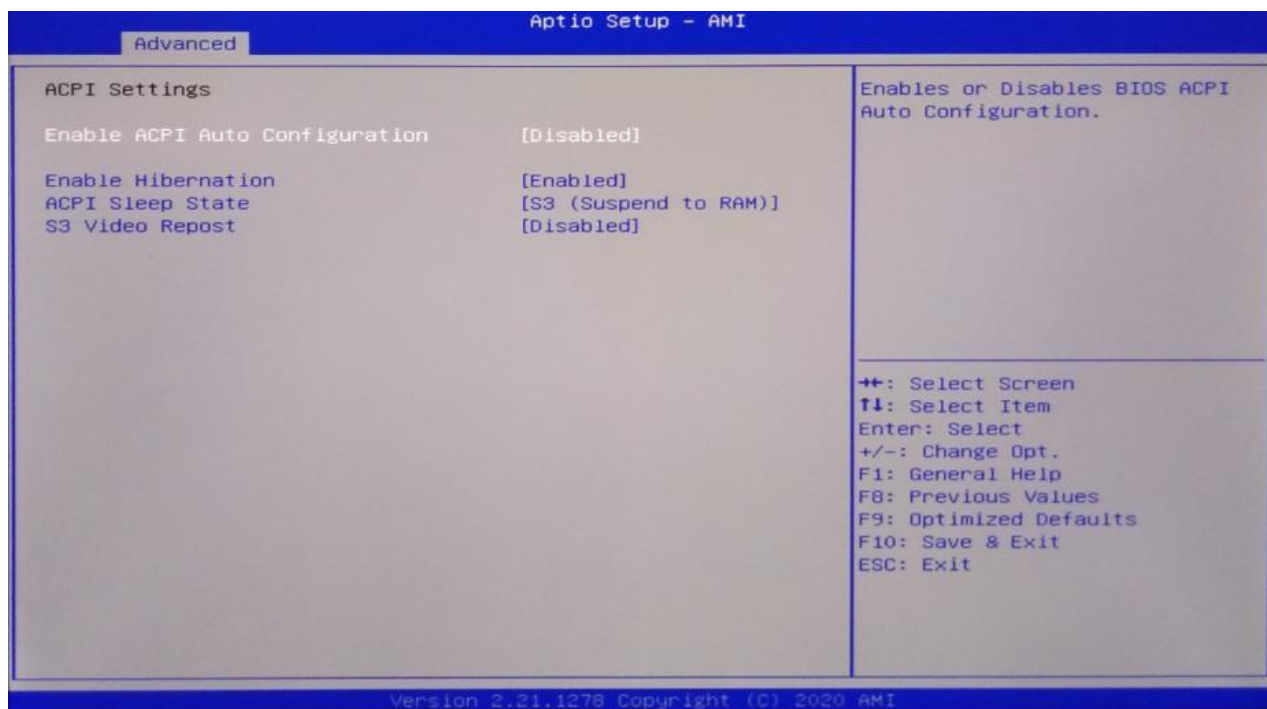 Aptio Setup - AMI
Advanced
ACPI Settings
Enable ACPI Auto Configuration [Disabled]
Enable Hibernation [Enabled]
ACPI Sleep State [S3 (Suspend to RAM)]
S3 Video Repost [Disabled]
Enables or Disables BIOS ACPI
Auto Configuration.
→←: Select Screen
↑↓: Select Item
Enter: Select
+/-: Change Opt.
F1: General Help
F8: Previous Values
F9: Optimized Defaults
F10: Save & Exit
ESC: Exit
Version 2.21.1278 Copyright (C) 2020 AMI